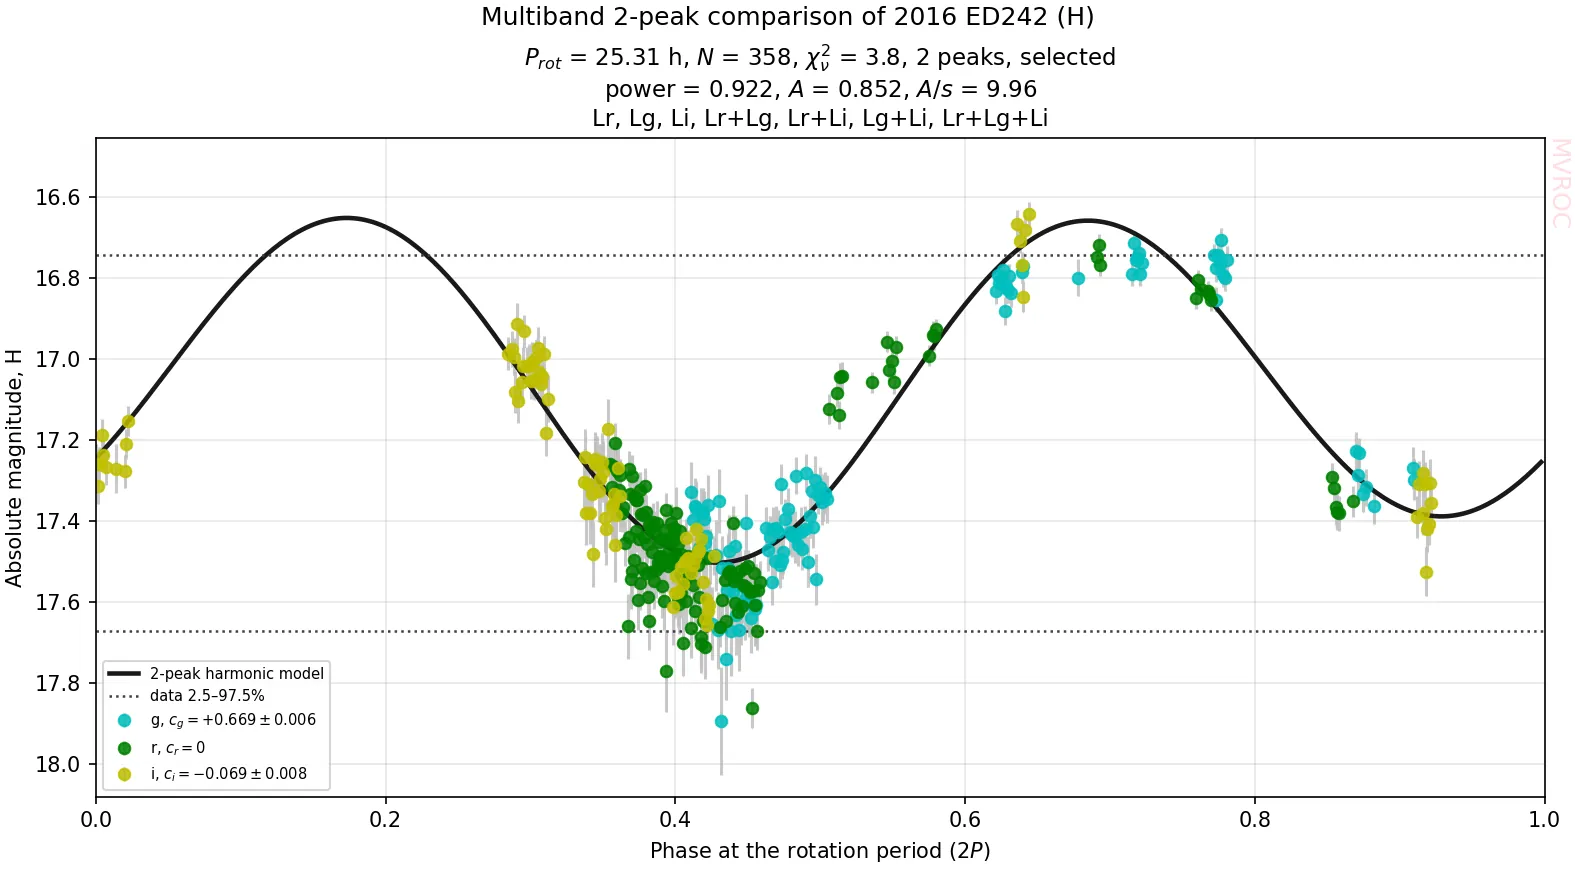 Multiband 2-peak comparison of 2016 ED242 (H)
P_rot = 25.31 h, N = 358, χ²_ν = 3.8, 2 peaks, selected
power = 0.922, A = 0.852, A/s = 9.96
Lr, Lg, Li, Lr+Lg, Lr+Li, Lg+Li, Lr+Lg+Li
MVROC
Absolute magnitude, H
16.6
16.8
17.0
17.2
17.4
17.6
17.8
18.0
2-peak harmonic model
data 2.5–97.5%
g, c_g = +0.669 ± 0.006
r, c_r = 0
i, c_i = −0.069 ± 0.008
0.0 0.2 0.4 0.6 0.8 1.0
Phase at the rotation period (2P)